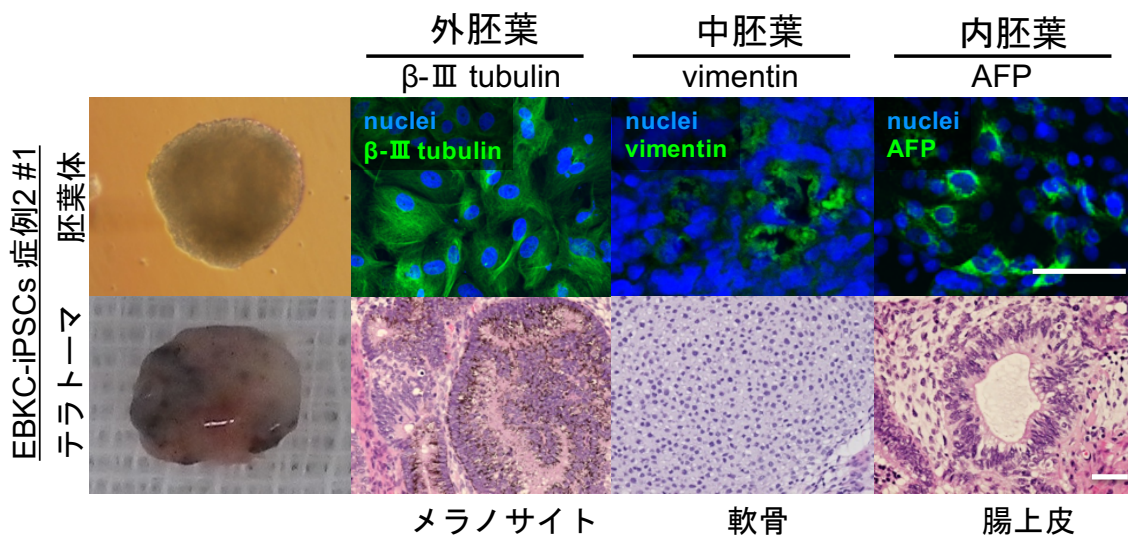 外胚葉
中胚葉
内胚葉
β-Ⅲ tubulin
vimentin
AFP
EBKC-iPSCs 症例2 #1
胚葉体
nuclei
β-Ⅲ tubulin
nuclei
vimentin
nuclei
AFP
テラトーマ
メラノサイト
軟骨
腸上皮